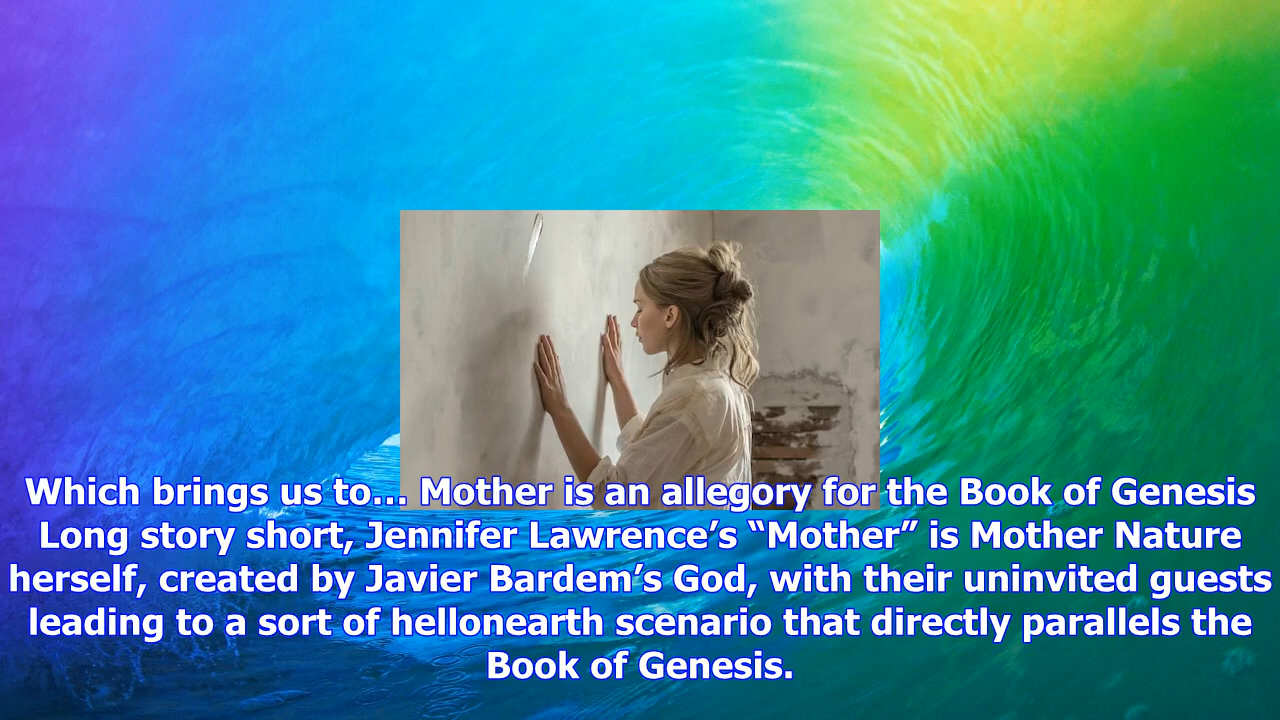 Which brings us to… Mother is an allegory for the Book of Genesis
Long story short, Jennifer Lawrence’s “Mother” is Mother Nature
herself, created by Javier Bardem’s God, with their uninvited guests
leading to a sort of hellonearth scenario that directly parallels the
Book of Genesis.